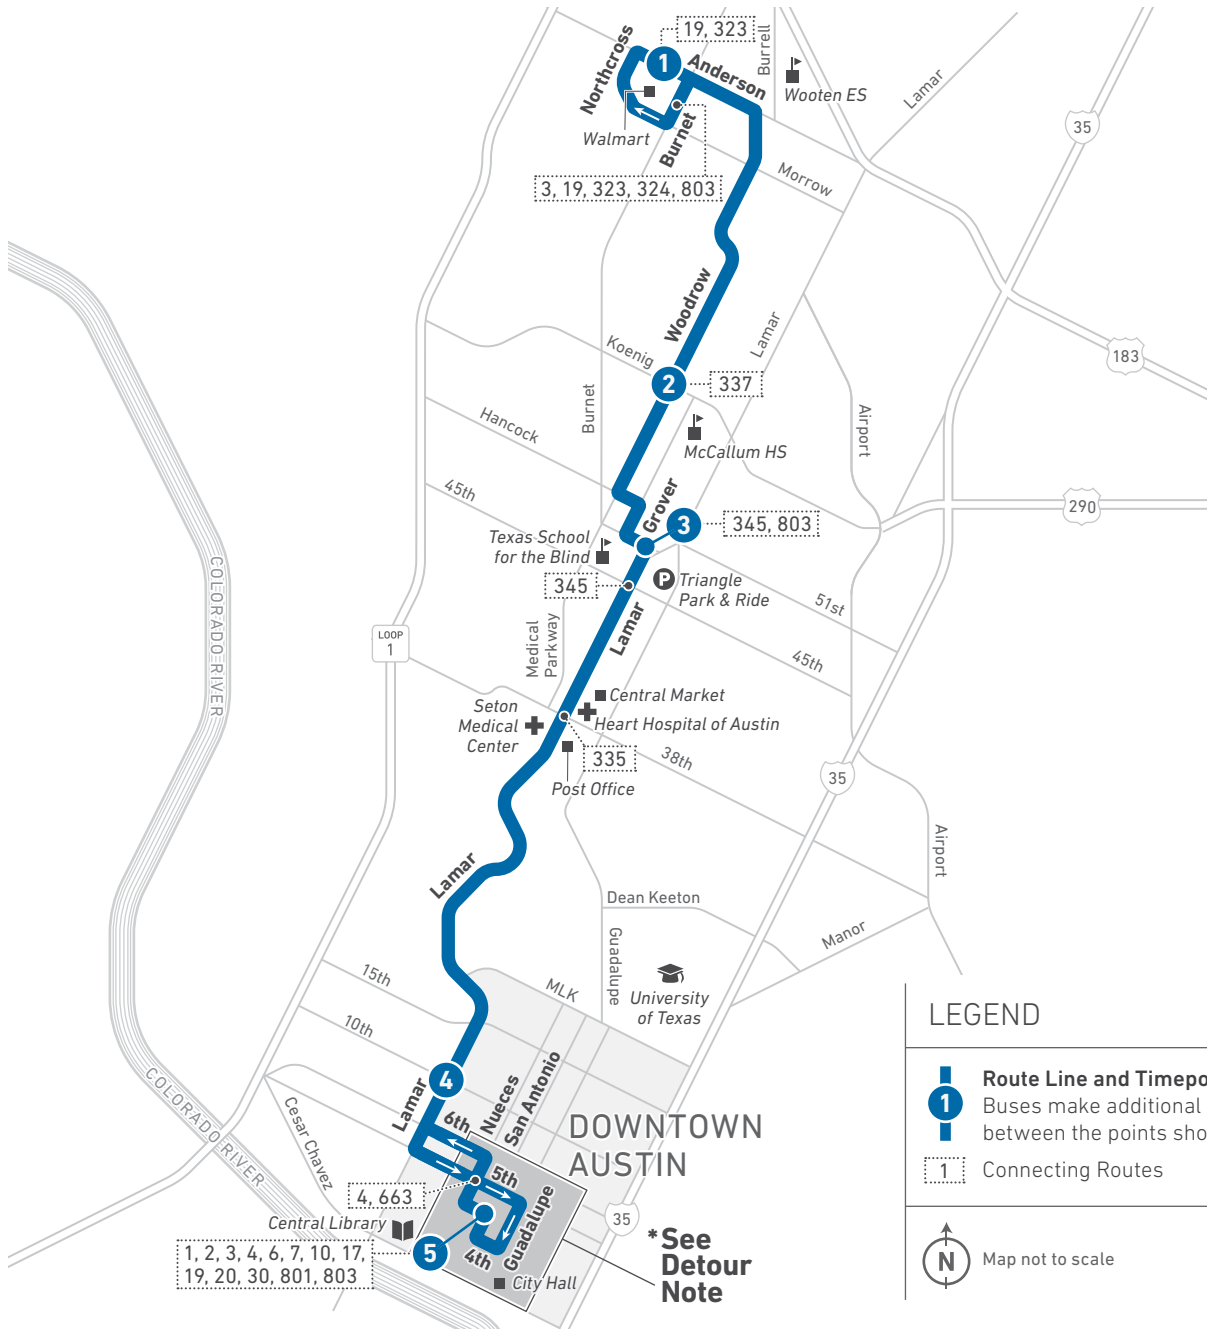 19, 323
1
Northcross
Anderson
Burrell
Wooten ES
Lamar
35
Walmart
Burnet
Morrow
3, 19, 323, 324, 803
Woodrow
Lamar
Koenig
183
2
337
Burnet
Hancock
Airport
McCallum HS
45th
Grover
3
345, 803
290
Texas School
for the Blind
345
P
Triangle
Park & Ride
51st
COLORADO RIVER
LOOP
1
Medical
Parkway
Lamar
45th
Central Market
Seton
Medical
Center
Heart Hospital of Austin
335
38th
Post Office
35
Airport
Lamar
Dean Keeton
Manor
Guadalupe
15th
MLK
University
of Texas
10th
4
COLORADO RIVER
Cesar Chavez
Lamar
6th
Nueces
San Antonio
DOWNTOWN
AUSTIN
5th
4, 663
Guadalupe
35
Central Library
5
4th
1, 2, 3, 4, 6, 7, 10, 17,
19, 20, 30, 801, 803
City Hall
*See
Detour
Note
LEGEND
1
Route Line and Timepo
Buses make additional
between the points sho
1
Connecting Routes
N
Map not to scale